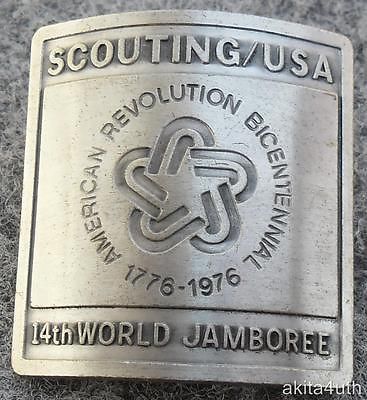 SCOUTING/USA
AMERICAN REVOLUTION BICENTENNIAL
1776-1976
14th WORLD JAMBOREE
akita4uth